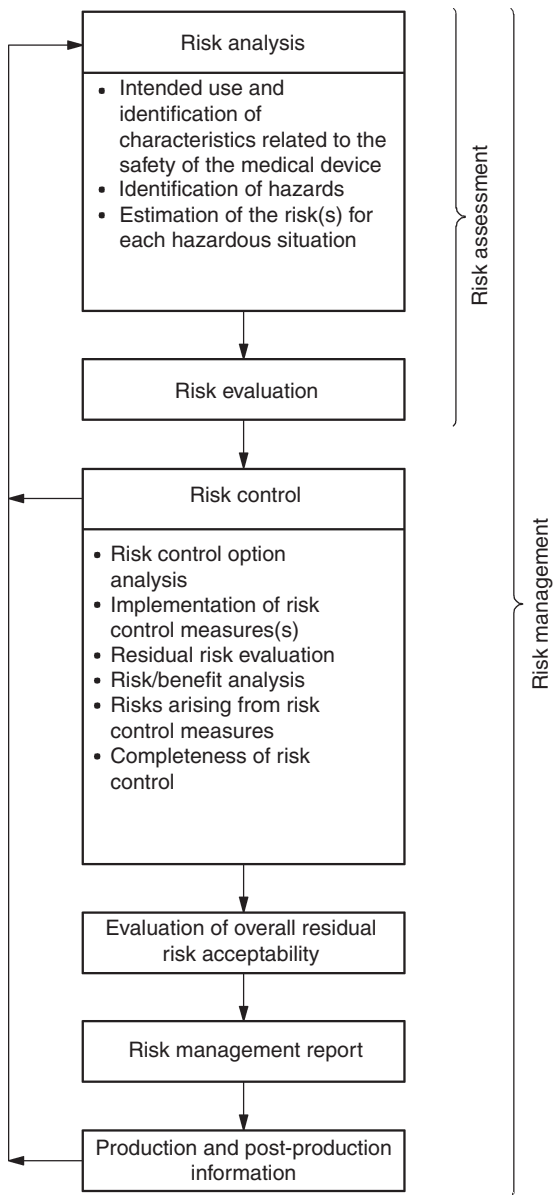 Risk analysis
• Intended use and
identification of
characteristics related to the
safety of the medical device
• Identification of hazards
• Estimation of the risk(s) for
each hazardous situation
Risk evaluation
Risk assessment
Risk control
• Risk control option
analysis
• Implementation of risk
control measures(s)
• Residual risk evaluation
• Risk/benefit analysis
• Risks arising from risk
control measures
• Completeness of risk
control
Evaluation of overall residual
risk acceptability
Risk management report
Production and post-production
information
Risk management